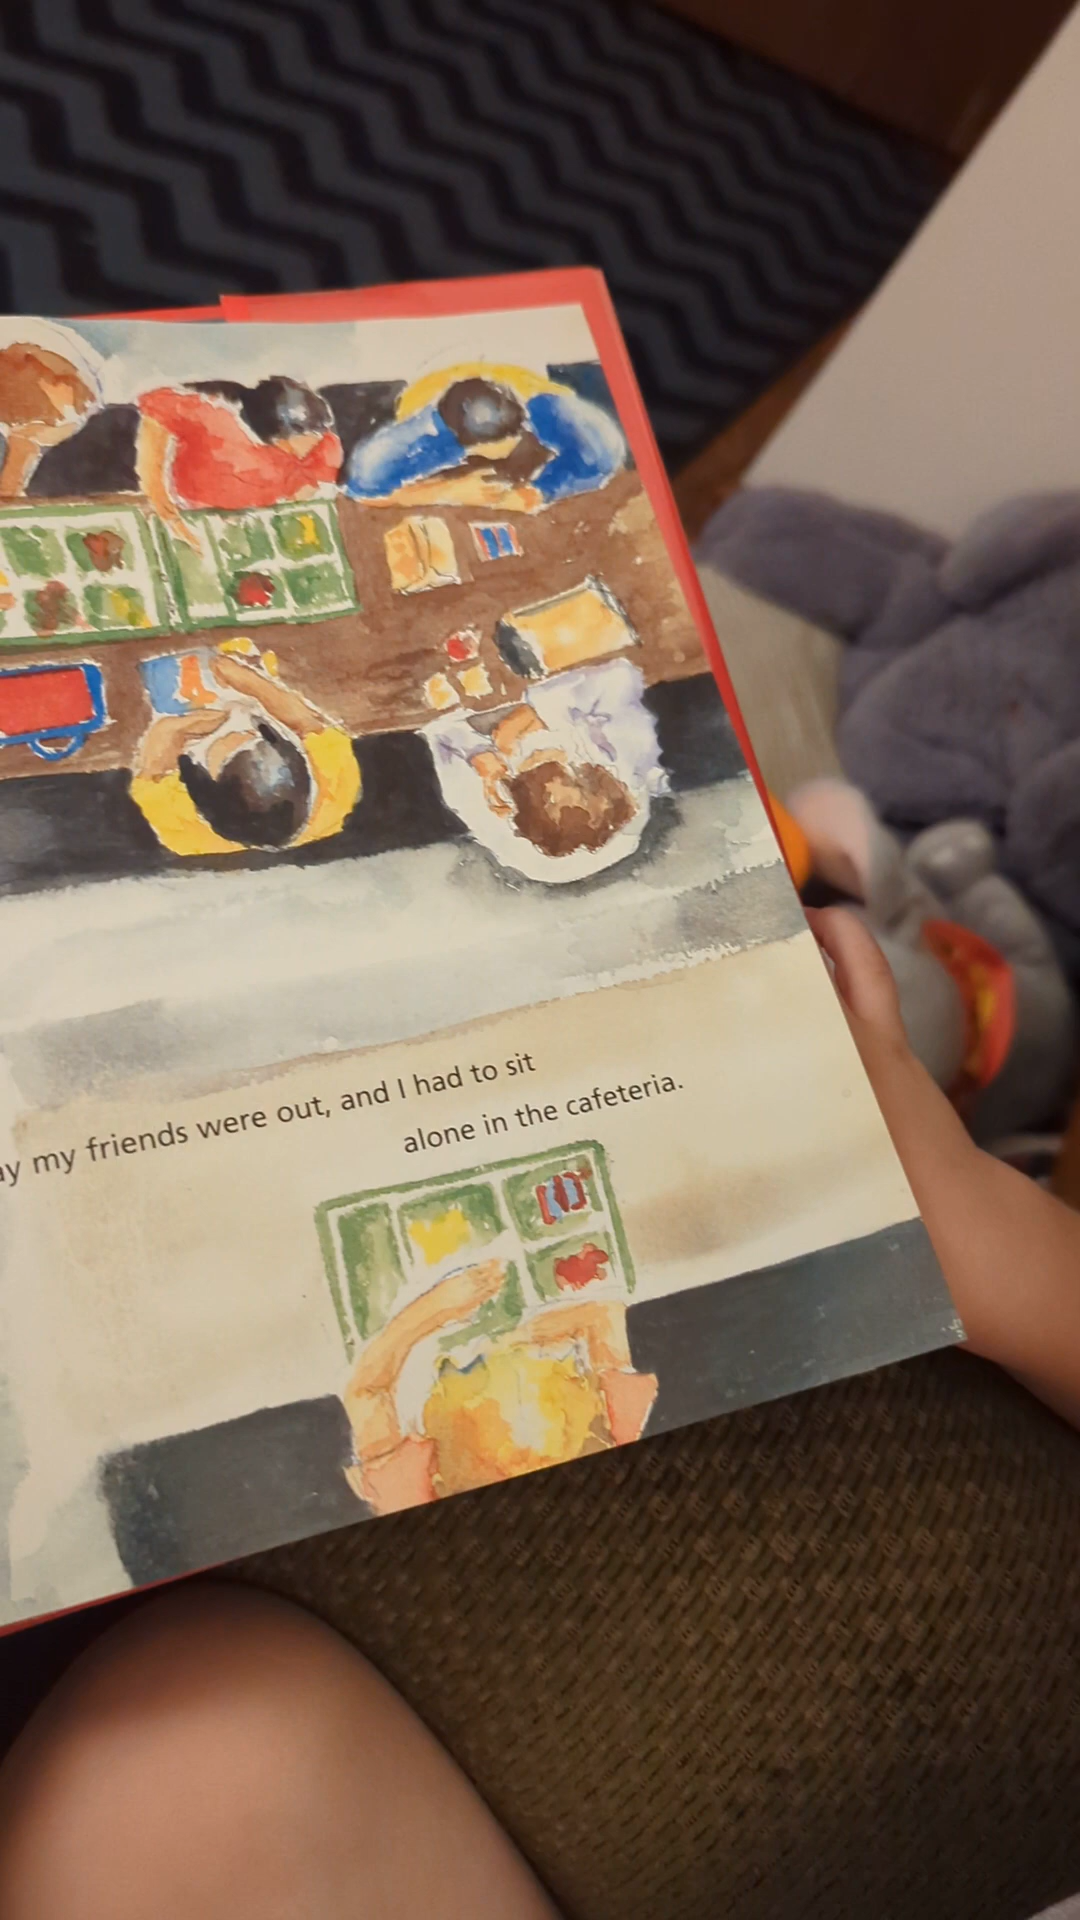 my friends were out, and I had to sit
alone in the cafeteria.